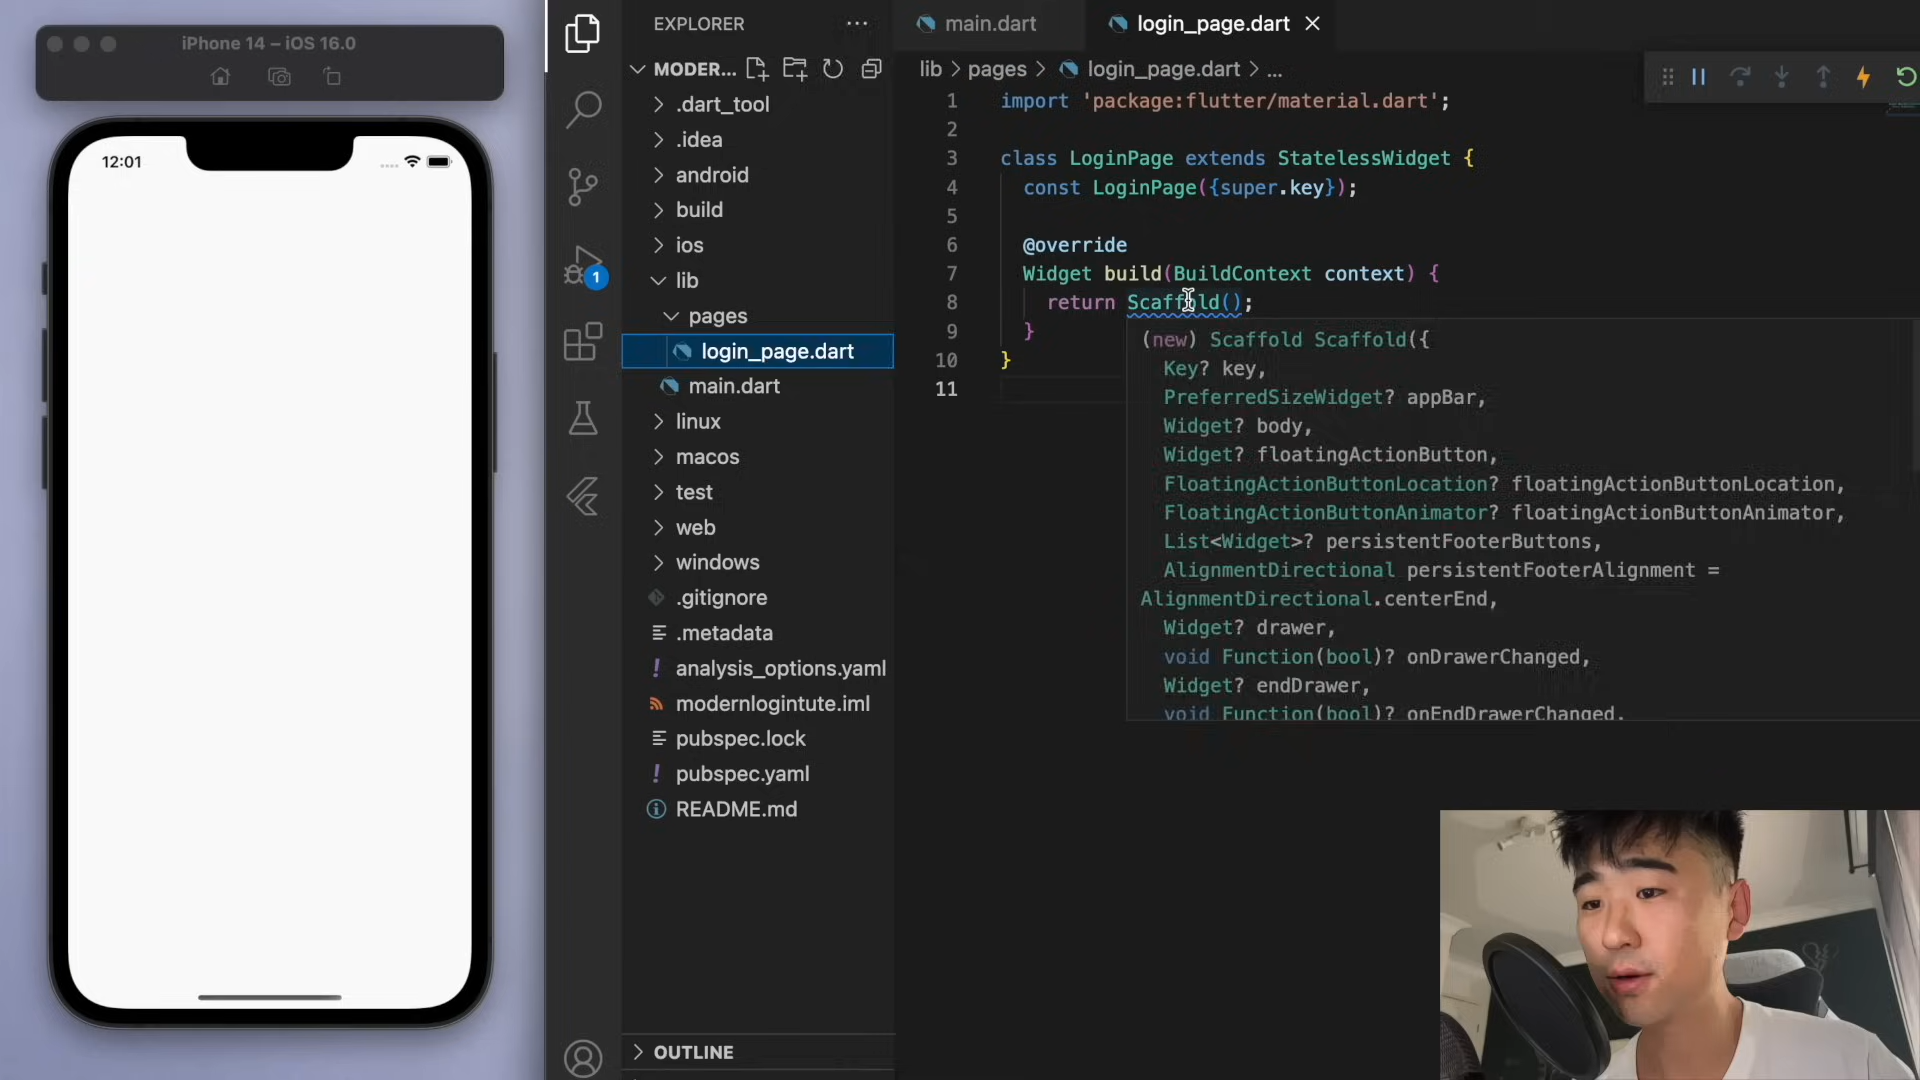 iPhone 14 – iOS 16.0
12:01
1
EXPLORER
MODER...
.dart_tool
.idea
android
build
ios
lib
pages
login_page.dart
main.dart
linux
macos
test
web
windows
.gitignore
.metadata
analysis_options.yaml
modernlogintute.iml
pubspec.lock
pubspec.yaml
README.md
OUTLINE
main.dart
login_page.dart
lib > pages > login_page.dart > ...
1 import 'package:flutter/material.dart';
2
3 class LoginPage extends StatelessWidget {
4 const LoginPage({super.key});
5
6 @override
7 Widget build(BuildContext context) {
8 return Scaffold();
9 }
10 }
11
(new) Scaffold Scaffold({
Key? key,
PreferredSizeWidget? appBar,
Widget? body,
Widget? floatingActionButton,
FloatingActionButtonLocation? floatingActionButtonLocation,
FloatingActionButtonAnimator? floatingActionButtonAnimator,
List<Widget>? persistentFooterButtons,
AlignmentDirectional persistentFooterAlignment =
AlignmentDirectional.centerEnd,
Widget? drawer,
void Function(bool)? onDrawerChanged,
Widget? endDrawer,
void Function(bool)? onEndDrawerChanged,